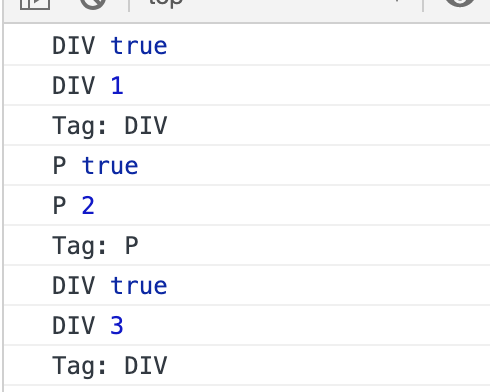 top
DIV true
DIV 1
Tag: DIV
P true
P 2
Tag: P
DIV true
DIV 3
Tag: DIV